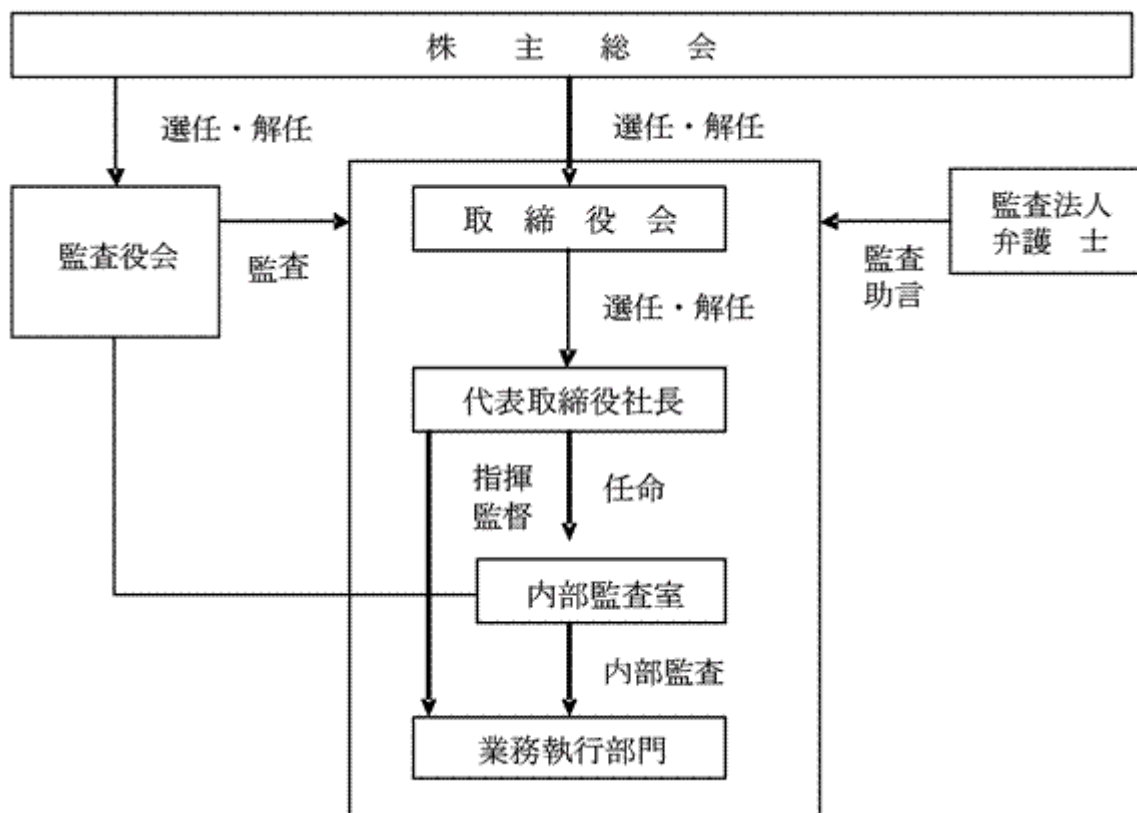 株主総会
選任・解任
選任・解任
取締役会
監査法人
弁護士
監査役会
監査
監査
助言
選任・解任
代表取締役社長
指揮
監督
任命
内部監査室
内部監査
業務執行部門